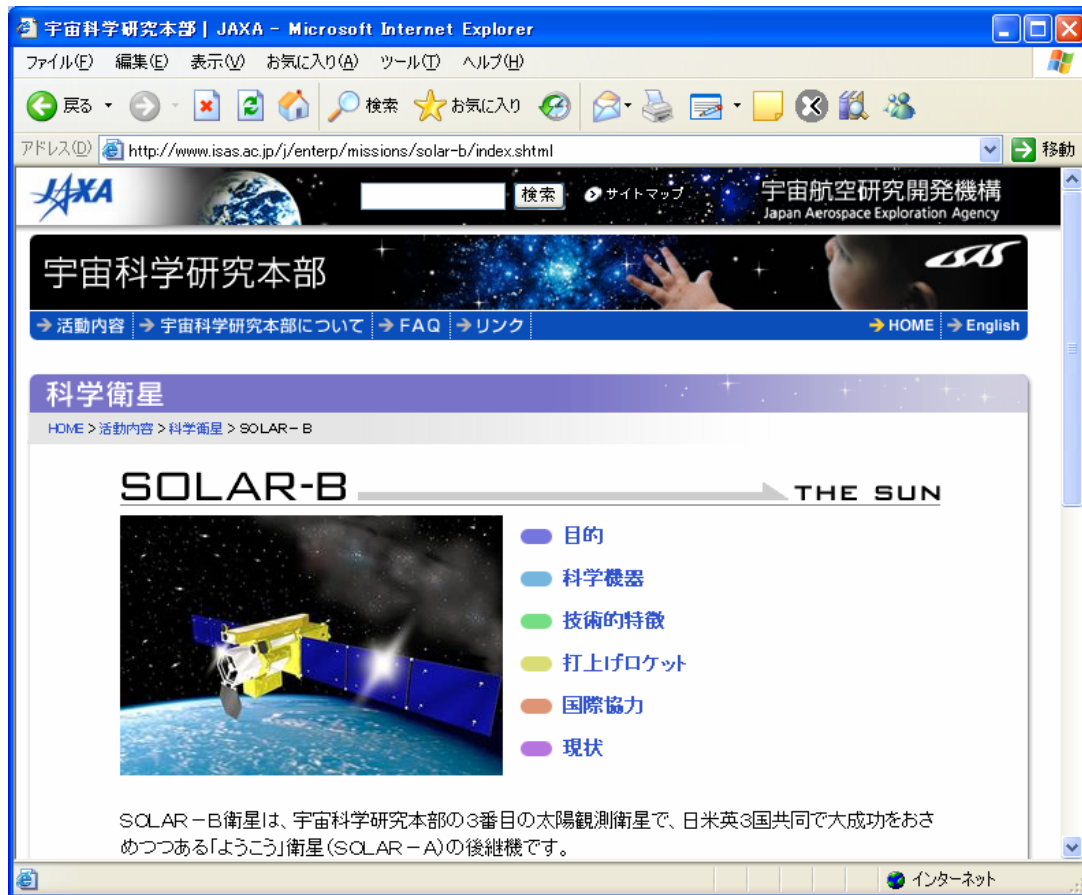 宇宙科学研究本部 | JAXA - Microsoft Internet Explorer
ファイル(F) 編集(E) 表示(V) お気に入り(A) ツール(T) ヘルプ(H)
戻る 検索 お気に入り
アドレス(D) http://www.isas.ac.jp/j/enterp/missions/solar-b/index.shtml 移動
JAXA 検索 サイトマップ 宇宙航空研究開発機構
Japan Aerospace Exploration Agency
宇宙科学研究本部 ISAS
活動内容 宇宙科学研究本部について FAQ リンク HOME English
科学衛星
HOME > 活動内容 > 科学衛星 > SOLAR-B
SOLAR-B THE SUN
目的
科学機器
技術的特徴
打上げロケット
国際協力
現状
SOLAR-B衛星は、宇宙科学研究本部の3番目の太陽観測衛星で、日米英3国共同で大成功をおさ
めつつある「ようこう」衛星(SOLAR-A)の後継機です。
インターネット